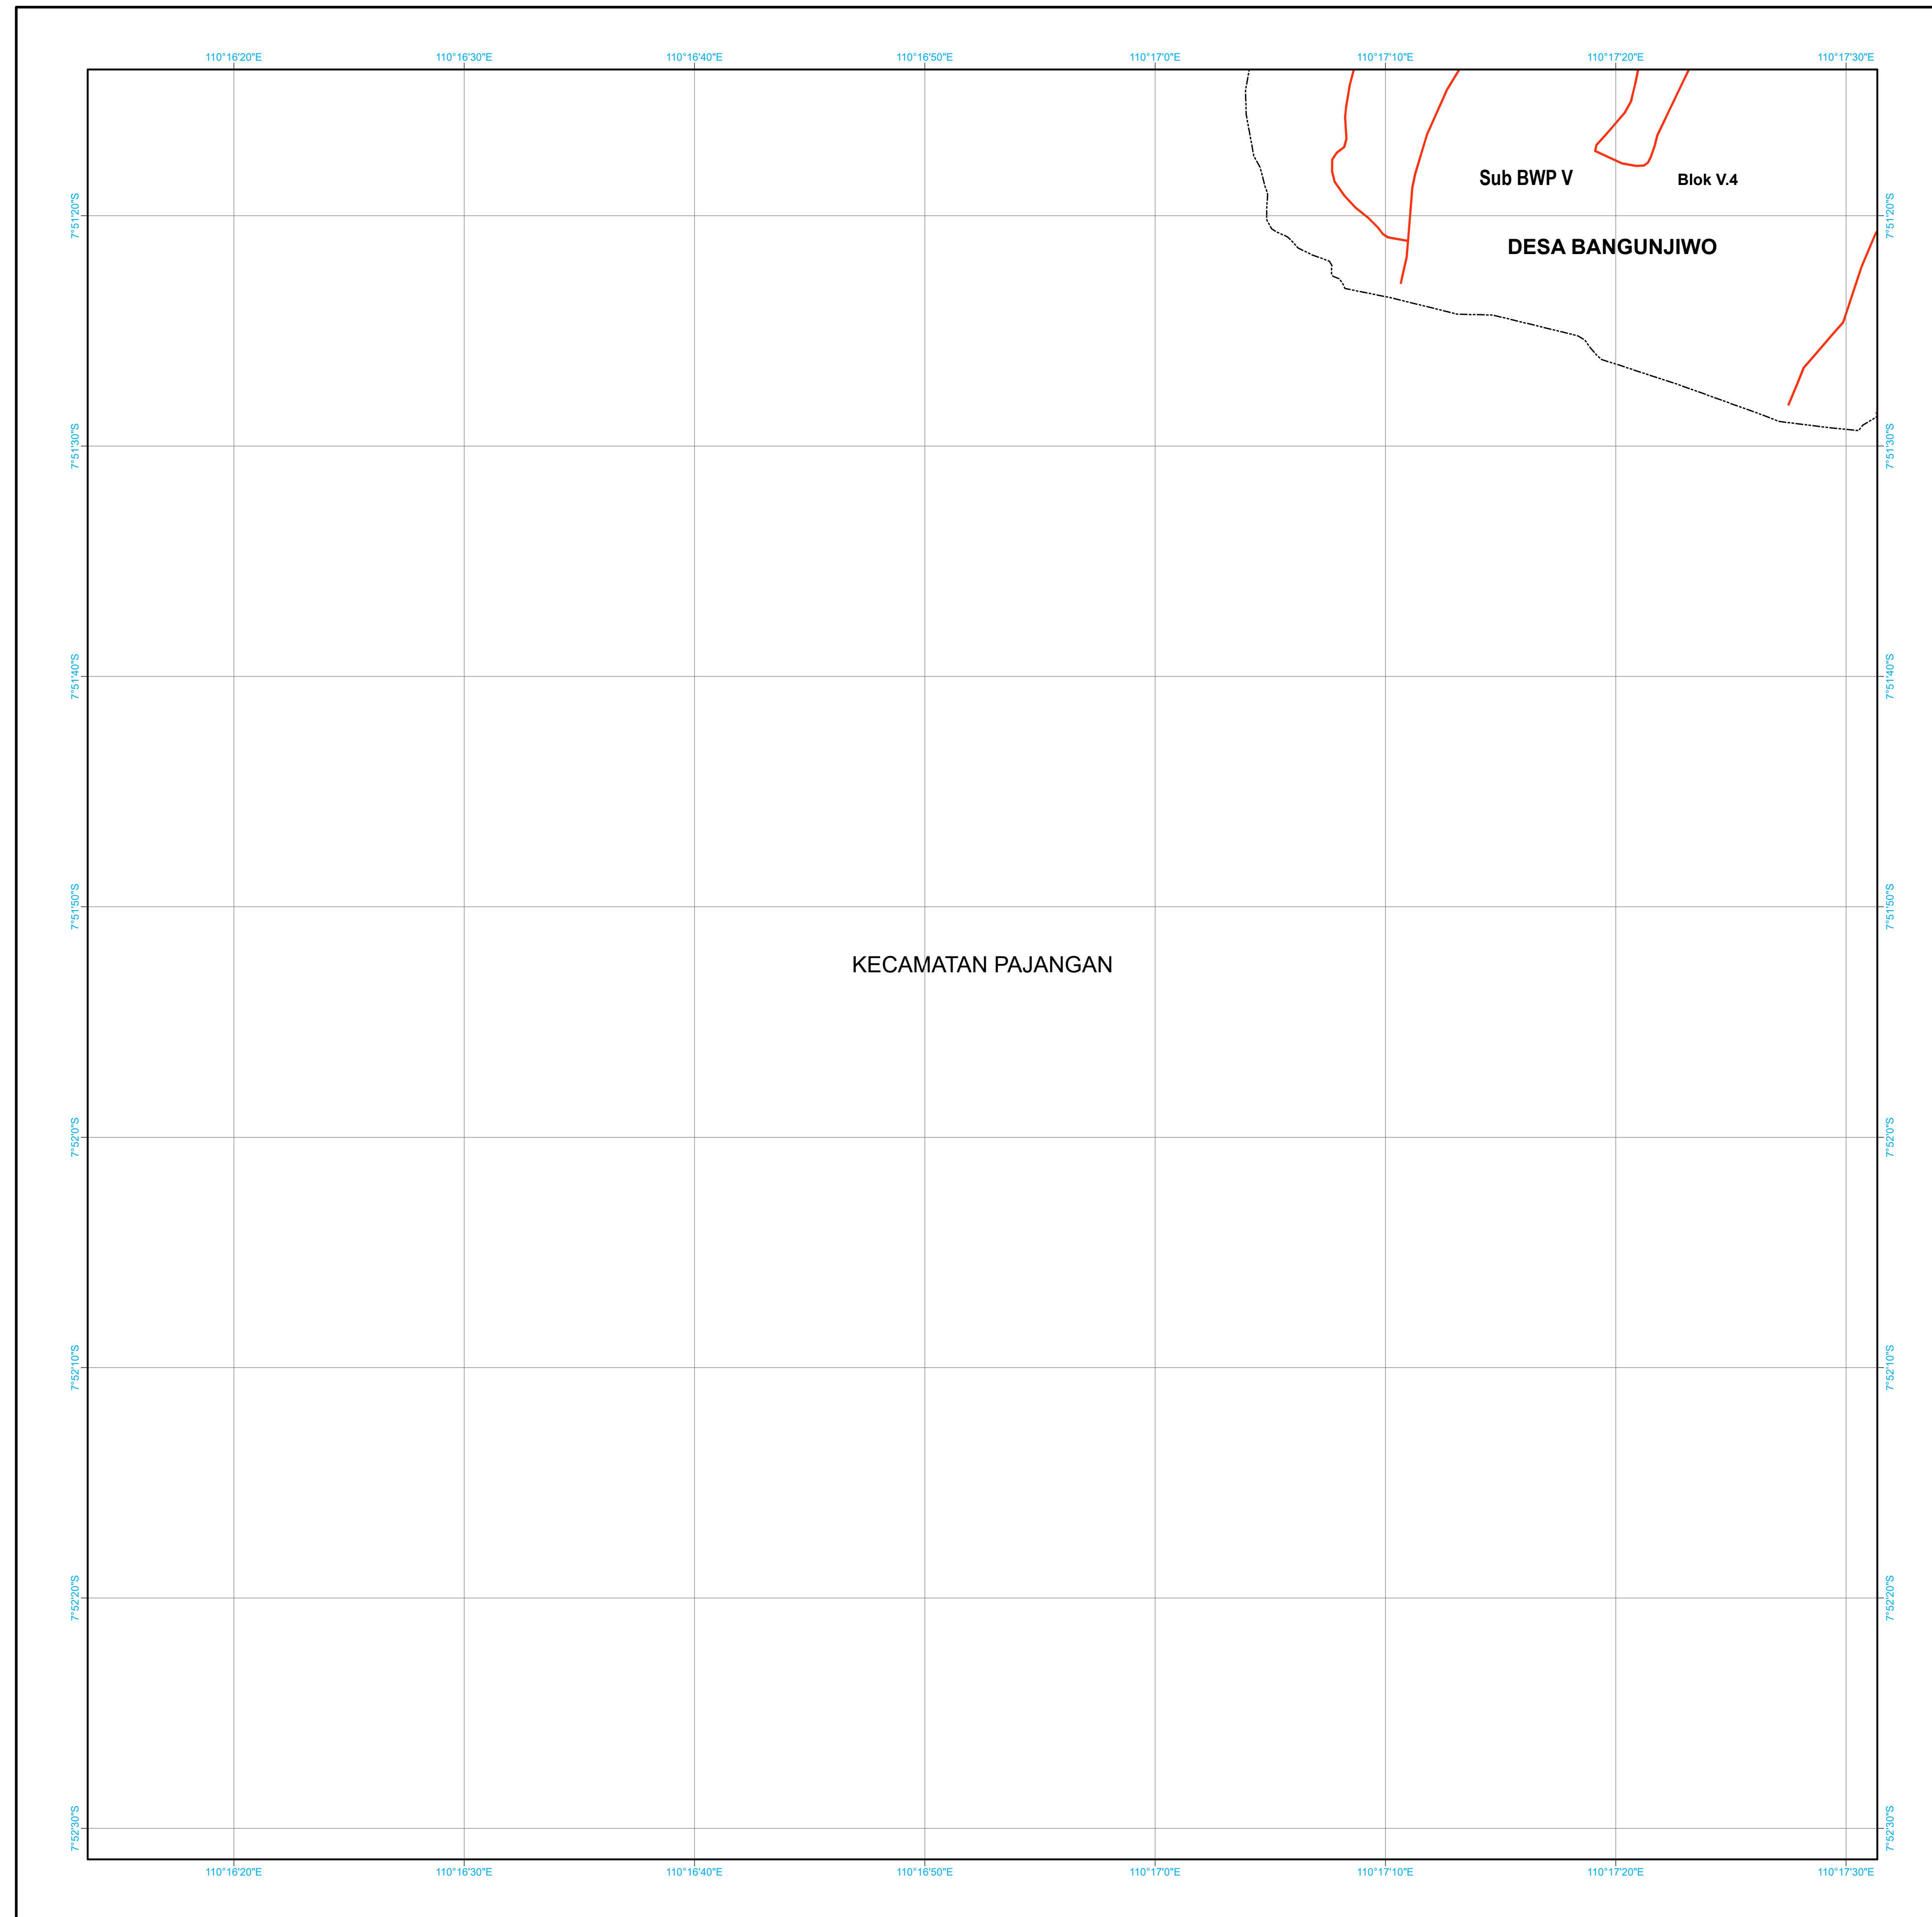 110°16'20"E 110°16'30"E 110°16'40"E 110°16'50"E 110°17'0"E 110°17'10"E 110°17'20"E 110°17'30"E
Sub BWP V
Blok V.4
7°51'20"S 7°51'20"S
DESA BANGUNJIWO
7°51'30"S 7°51'30"S
7°51'40"S 7°51'40"S
7°51'50"S 7°51'50"S
KECAMATAN PAJANGAN
7°52'0"S 7°52'0"S
7°52'10"S 7°52'10"S
7°52'20"S 7°52'20"S
7°52'30"S 7°52'30"S
110°16'20"E 110°16'30"E 110°16'40"E 110°16'50"E 110°17'0"E 110°17'10"E 110°17'20"E 110°17'30"E